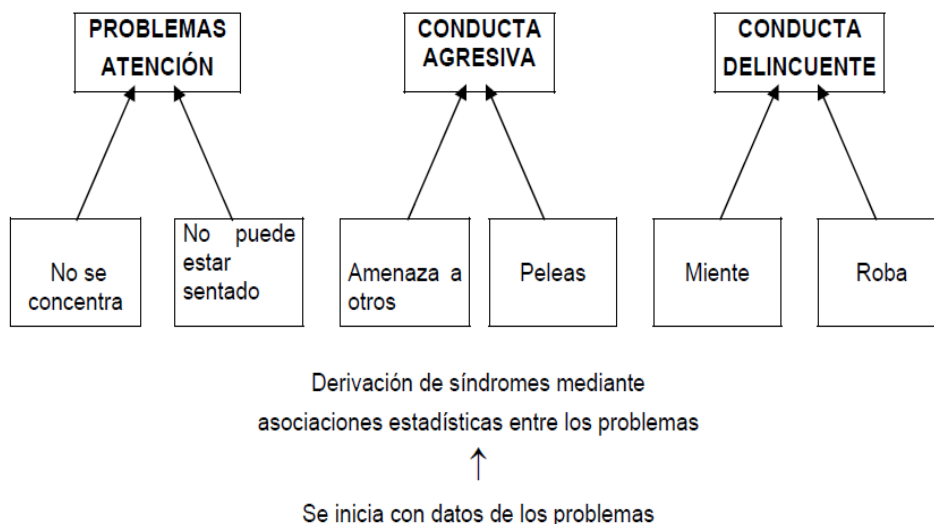 PROBLEMAS
ATENCIÓN
CONDUCTA
AGRESIVA
CONDUCTA
DELINCUENTE
No se
concentra
No puede
estar
sentado
Amenaza a
otros
Peleas
Miente
Roba
Derivación de síndromes mediante
asociaciones estadísticas entre los problemas
Se inicia con datos de los problemas